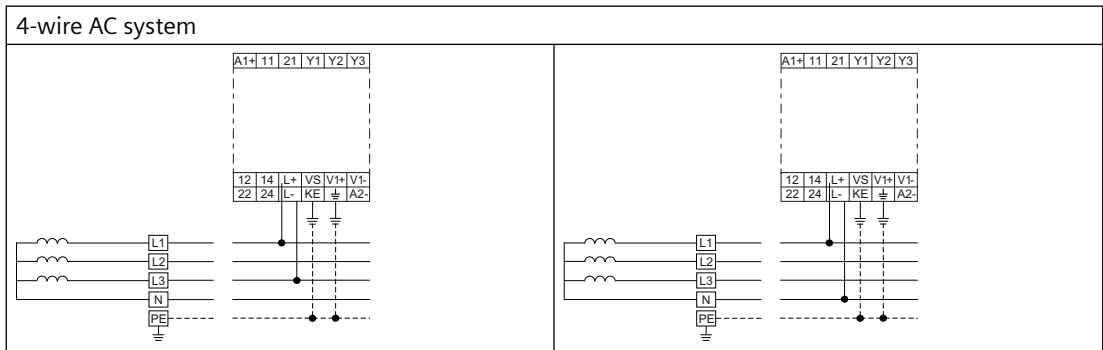 4-wire AC system
A1+ 11 21 Y1 Y2 Y3
12 14 L+ VS V1+ V1-
22 24 L- KE A2-
L1
L2
L3
N
PE
A1+ 11 21 Y1 Y2 Y3
12 14 L+ VS V1+ V1-
22 24 L- KE A2-
L1
L2
L3
N
PE